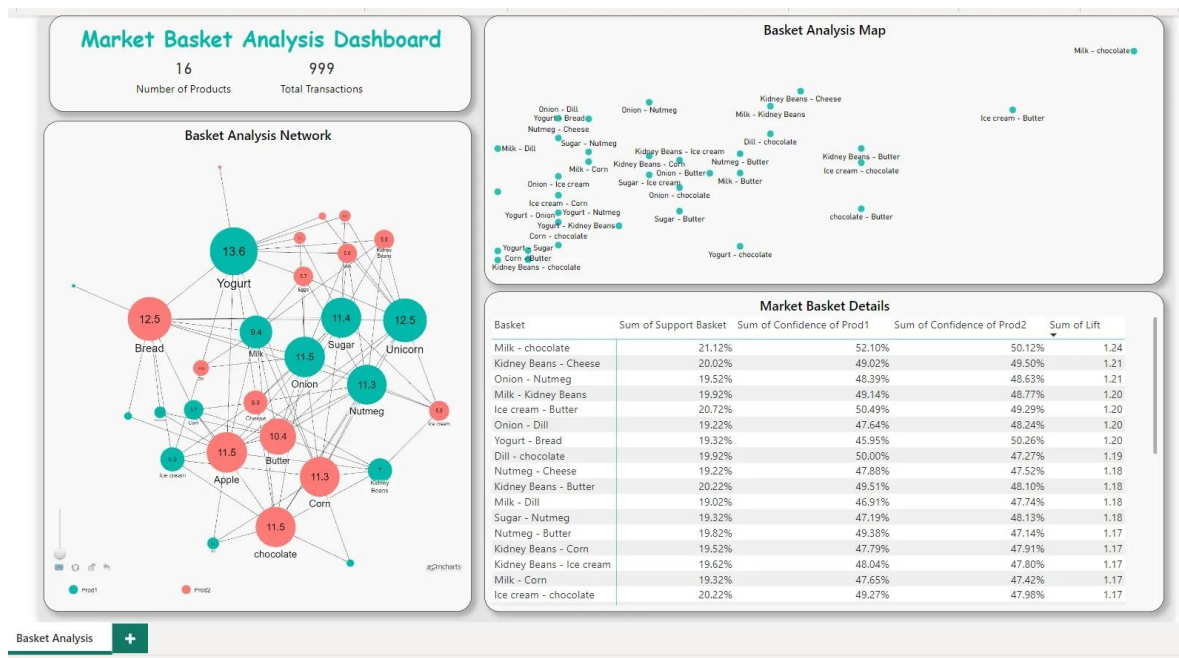 Market Basket Analysis Dashboard
16
999
Number of Products
Total Transactions
Basket Analysis Network
13.6
Yogurt
5.8
Kidney
Beans
5.6
5.7
Eggs
12.5
Bread
9.4
Milk
11.4
Sugar
12.5
Unicorn
11.5
Onion
11.3
Nutmeg
6.9
Cheese
Corn
Ice cream
Ice cream
10.4
Butter
11.5
Apple
11.3
Corn
7
Kidney
Beans
11.5
chocolate
amcharts
Prod1
Prod2
Basket Analysis Map
Milk - chocolate
Kidney Beans - Cheese
Onion - Dill
Onion - Nutmeg
Milk - Kidney Beans
Yogurt - Bread
Ice cream - Butter
Nutmeg - Cheese
Sugar - Nutmeg
Dill - chocolate
Milk - Dill
Kidney Beans - Ice cream
Kidney Beans - Butter
Milk - Corn
Kidney Beans - Corn
Nutmeg - Butter
Ice cream - chocolate
Onion - Butter
Onion - Ice cream
Sugar - Ice cream
Milk - Butter
Onion - chocolate
Ice cream - Corn
Yogurt - Onion
Yogurt - Nutmeg
Sugar - Butter
chocolate - Butter
Yogurt - Kidney Beans
Corn - chocolate
Yogurt - Sugar
Yogurt - chocolate
Corn - Butter
Kidney Beans - chocolate
Market Basket Details
Basket Sum of Support Basket Sum of Confidence of Prod1 Sum of Confidence of Prod2 Sum of Lift
Milk - chocolate 21.12% 52.10% 50.12% 1.24
Kidney Beans - Cheese 20.02% 49.02% 49.50% 1.21
Onion - Nutmeg 19.52% 48.39% 48.63% 1.21
Milk - Kidney Beans 19.92% 49.14% 48.77% 1.20
Ice cream - Butter 20.72% 50.49% 49.29% 1.20
Onion - Dill 19.22% 47.64% 48.24% 1.20
Yogurt - Bread 19.32% 45.95% 50.26% 1.20
Dill - chocolate 19.92% 50.00% 47.27% 1.19
Nutmeg - Cheese 19.22% 47.88% 47.52% 1.18
Kidney Beans - Butter 20.22% 49.51% 48.10% 1.18
Milk - Dill 19.02% 46.91% 47.74% 1.18
Sugar - Nutmeg 19.32% 47.19% 48.13% 1.18
Nutmeg - Butter 19.82% 49.38% 47.14% 1.17
Kidney Beans - Corn 19.52% 47.79% 47.91% 1.17
Kidney Beans - Ice cream 19.62% 48.04% 47.80% 1.17
Milk - Corn 19.32% 47.65% 47.42% 1.17
Ice cream - chocolate 20.22% 49.27% 47.98% 1.17
Basket Analysis
+